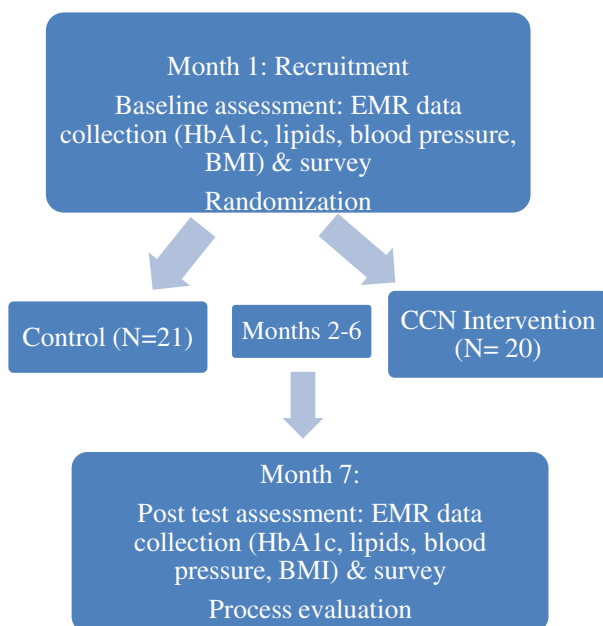 Month 1: Recruitment
Baseline assessment: EMR data
collection (HbA1c, lipids, blood pressure,
BMI) & survey
Randomization
Control (N=21)
Months 2-6
CCN Intervention
(N= 20)
Month 7:
Post test assessment: EMR data
collection (HbA1c, lipids, blood
pressure, BMI) & survey
Process evaluation